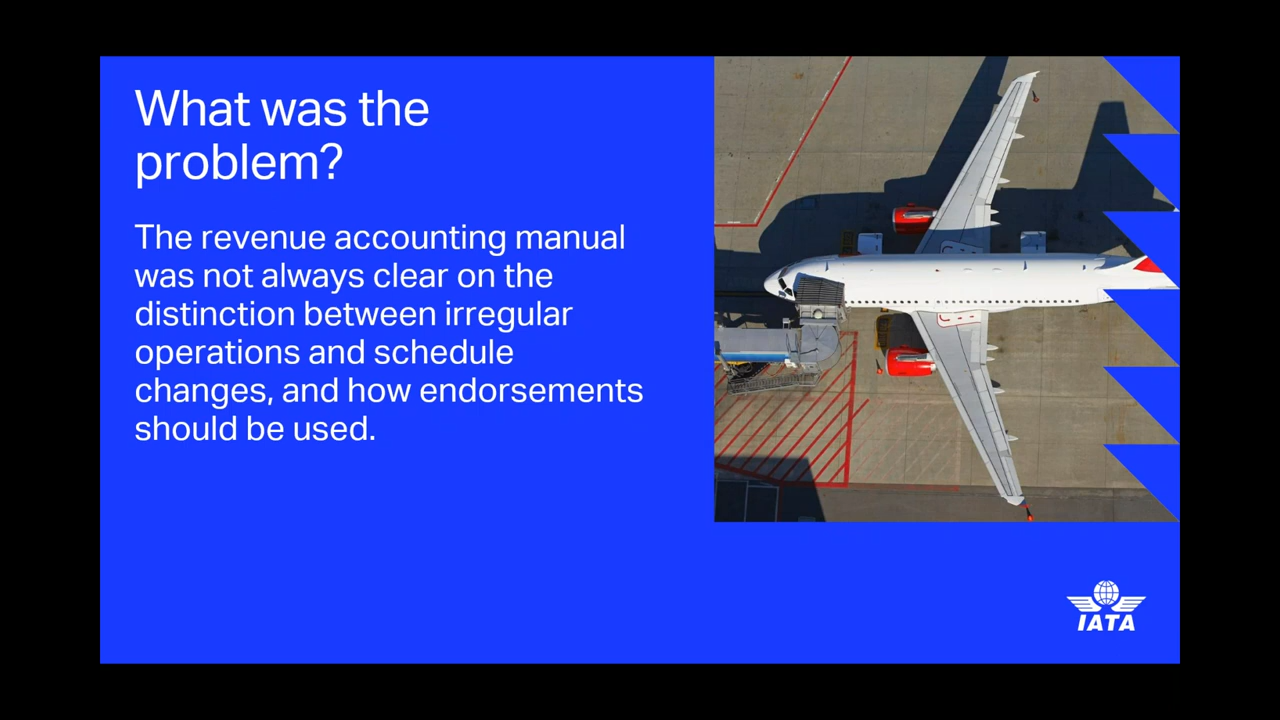 What was the
problem?
The revenue accounting manual
was not always clear on the
distinction between irregular
operations and schedule
changes, and how endorsements
should be used.
IATA